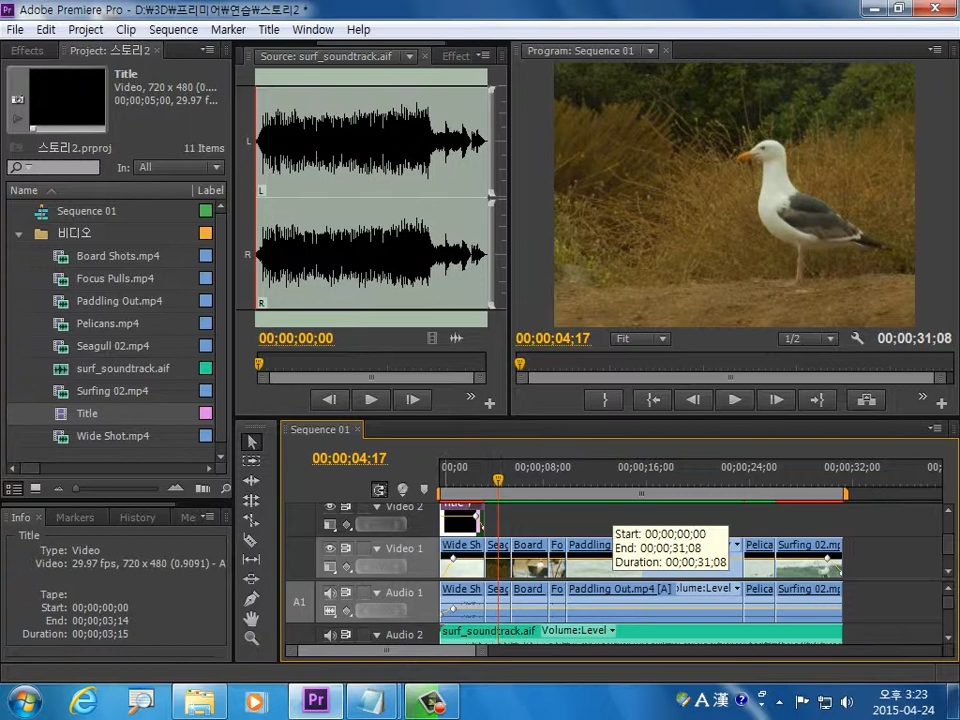 Pr Adobe Premiere Pro - D:₩3D₩프리미어₩연습₩스토리2 *
File Edit Project Clip Sequence Marker Title Window Help
Effects Project: 스토리2
Title
Video, 720 x 480 (0.9091)
00;00;05;00, 29.97 f...
스토리2.prproj 11 Items
In: All
Name Label
Sequence 01
비디오
Board Shots.mp4
Focus Pulls.mp4
Paddling Out.mp4
Pelicans.mp4
Seagull 02.mp4
surf_soundtrack.aif
Surfing 02.mp4
Title
Wide Shot.mp4
Source: surf_soundtrack.aif Effect
L
L
R
R
00;00;00;00
Program: Sequence 01
00;00;04;17 Fit 1/2 00;00;31;08
Info Markers History Me
Title
Type: Video
Video: 29.97 fps, 720 x 480 (0.9091) - A
Tape:
Start: 00;00;00;00
End: 00;00;03;14
Duration: 00;00;03;15
Sequence 01
00;00;04;17
;00;00 00;00;08;00 00;00;16;00 00;00;24;00 00;00;32;00 00;
Video 2
Start: 00;00;00;00
End: 00;00;31;08
Duration: 00;00;31;08
Video 1 Wide Sh Seag Board Fo Paddling Pelica Surfing 02.mp
A1 Audio 1 Wide Sh Seag Board Fo Paddling Out.mp4 [A] Volume:Level Pelica Surfing 02.mp
Audio 2 surf_soundtrack.aif Volume:Level
Pr A 漢 오후 3:23
2015-04-24